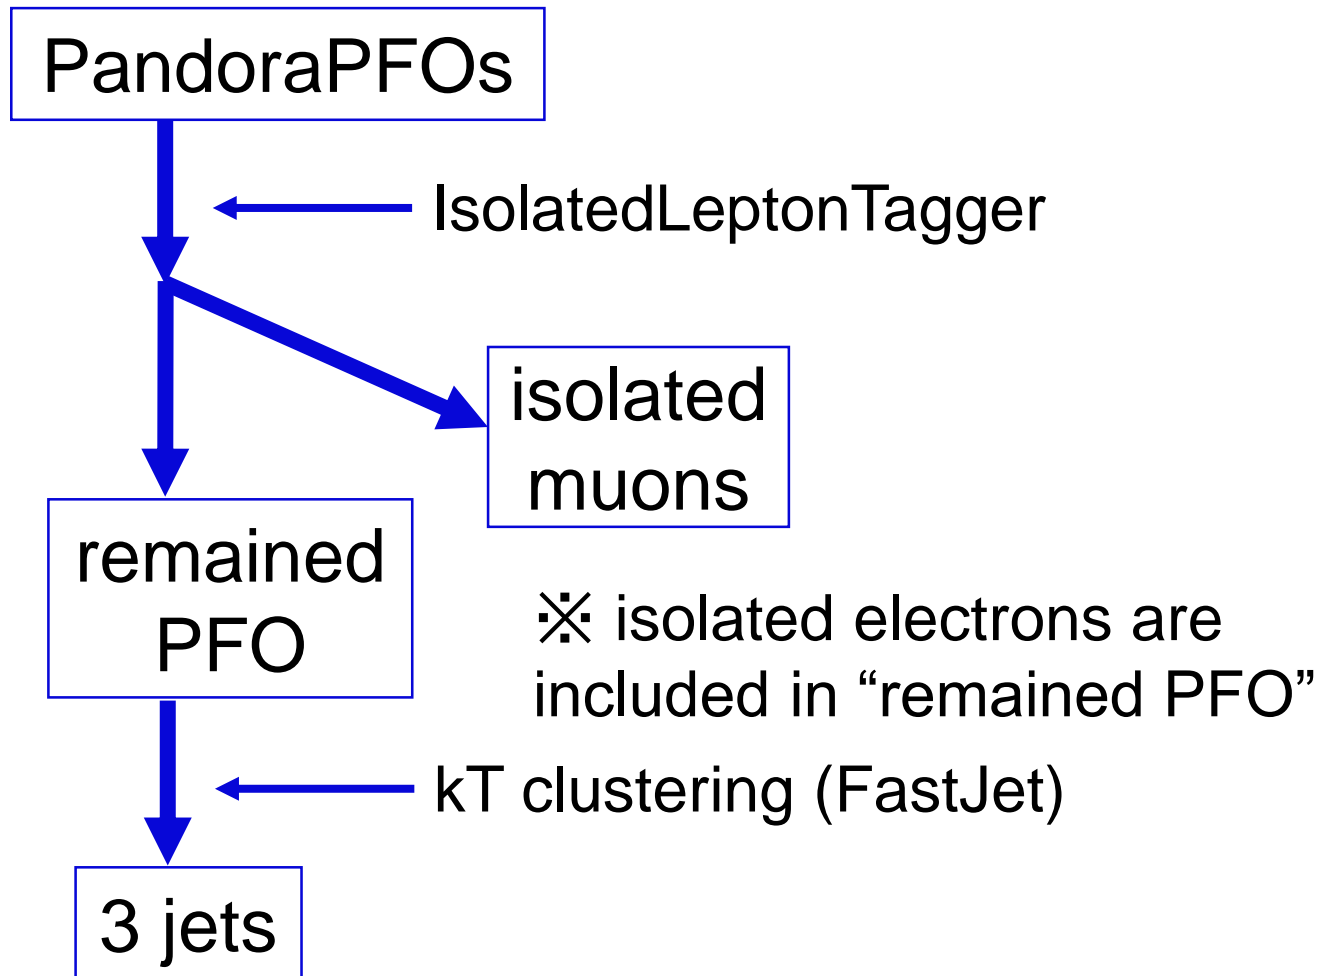 PandoraPFOs
IsolatedLeptonTagger
isolated
muons
remained
PFO
※ isolated electrons are
included in “remained PFO”
kT clustering (FastJet)
3 jets